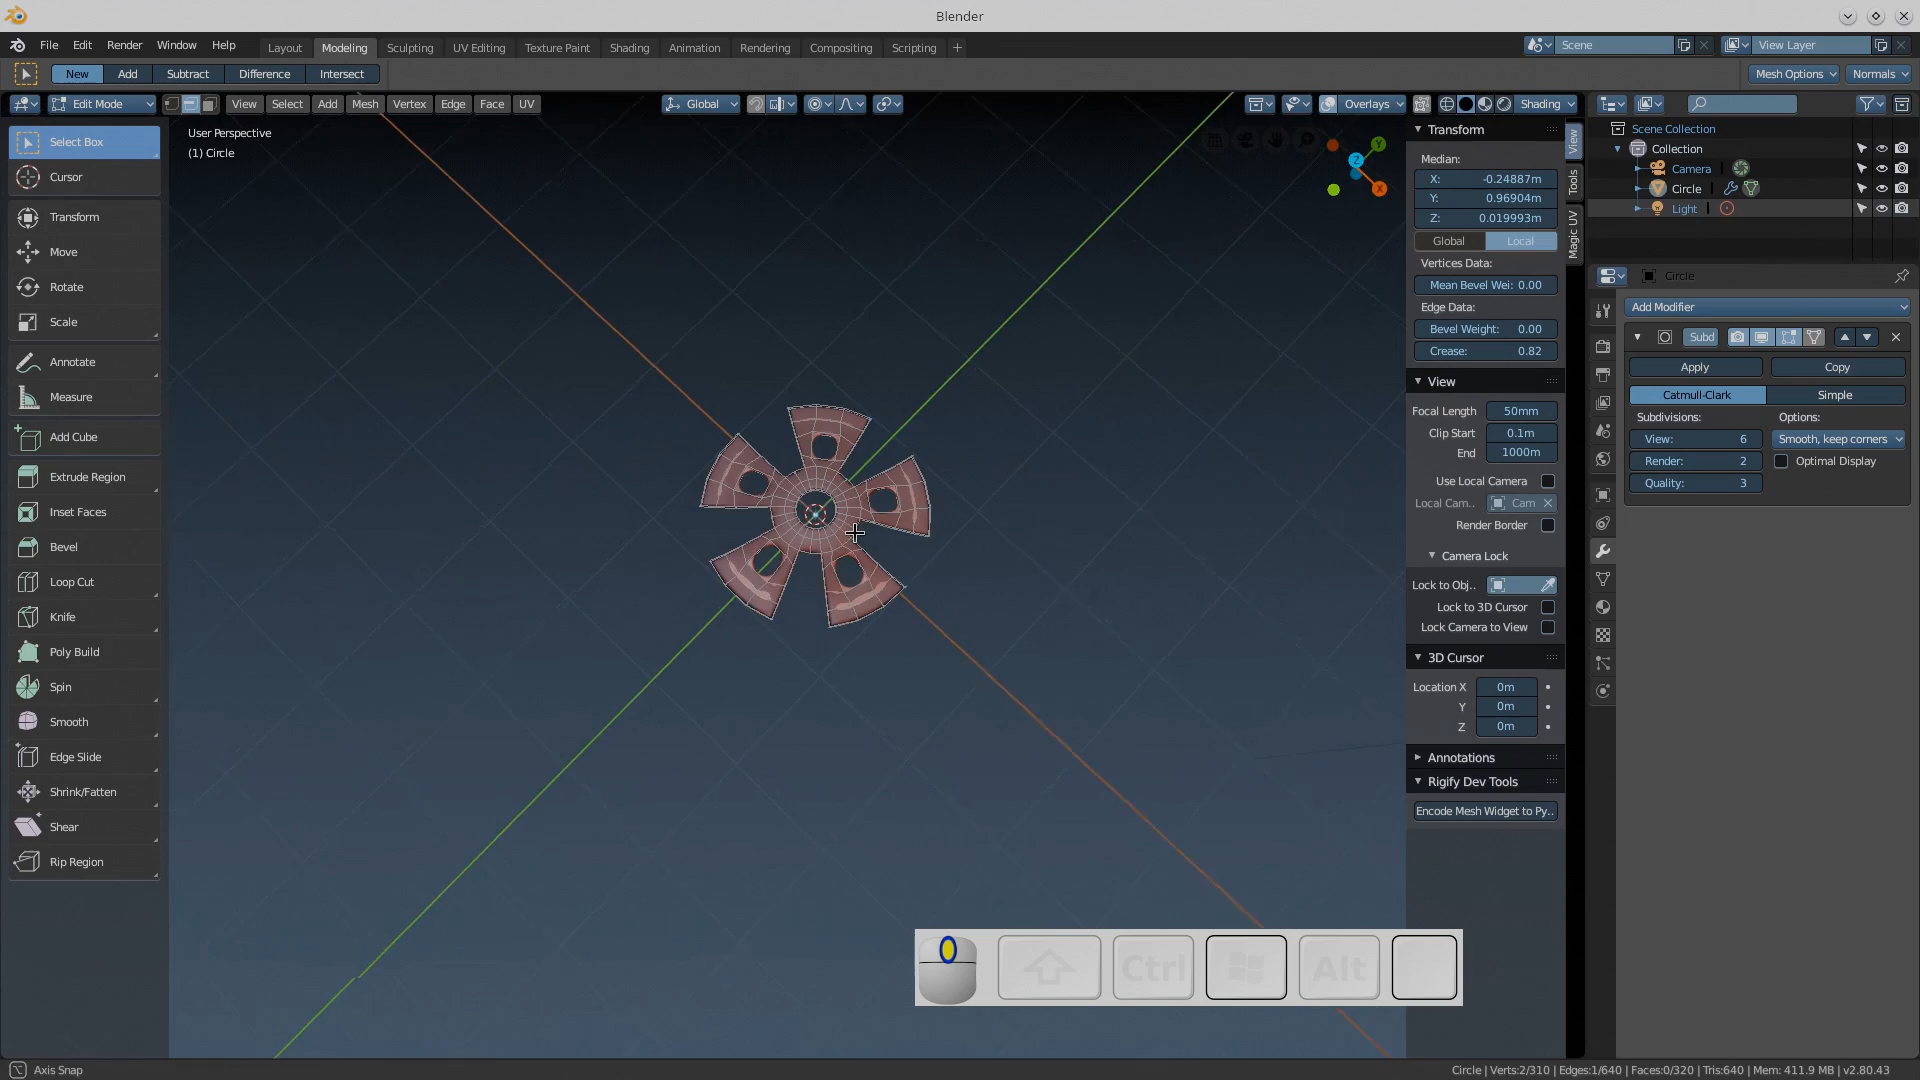 Blender
File Edit Render Window Help Layout Modeling Sculpting UV Editing Texture Paint Shading Animation Rendering Compositing Scripting + Scene View Layer
New Add Subtract Difference Intersect Mesh Options Normals
Edit Mode View Select Add Mesh Vertex Edge Face UV Global Overlays Shading
Select Box
Cursor
Transform
Move
Rotate
Scale
Annotate
Measure
Add Cube
Extrude Region
Inset Faces
Bevel
Loop Cut
Knife
Poly Build
Spin
Smooth
Edge Slide
Shrink/Fatten
Shear
Rip Region
User Perspective
(1) Circle
Z Y X
Ctrl Alt
Transform
Median:
X: -0.24887m
Y: 0.96904m
Z: 0.019993m
Global Local
Vertices Data:
Mean Bevel Wei: 0.00
Edge Data:
Bevel Weight: 0.00
Crease: 0.82
View
Focal Length 50mm
Clip Start 0.1m
End 1000m
Use Local Camera
Local Cam.. Cam
Render Border
Camera Lock
Lock to Obj..
Lock to 3D Cursor
Lock Camera to View
3D Cursor
Location X 0m
Y 0m
Z 0m
Annotations
Rigify Dev Tools
Encode Mesh Widget to Py..
View
Tools
Magic UV
Scene Collection
Collection
Camera
Circle
Light
Circle
Add Modifier
Subd
Apply Copy
Catmull-Clark Simple
Subdivisions: Options:
View: 6 Smooth, keep corners
Render: 2 Optimal Display
Quality: 3
Axis Snap
Circle | Verts:2/310 | Edges:1/640 | Faces:0/320 | Tris:640 | Mem: 411.9 MB | v2.80.43